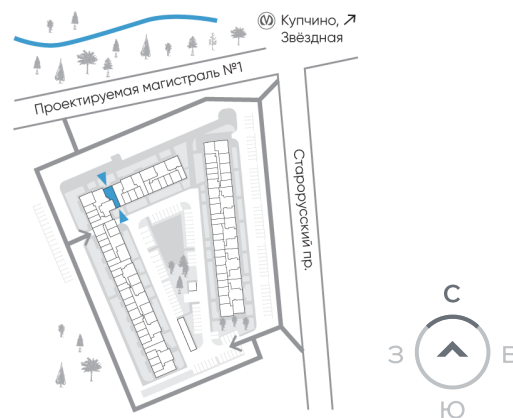 М Купчино,
Звёздная
Проектируемая магистраль №1
Старорусский пр.
С
З
В
Ю